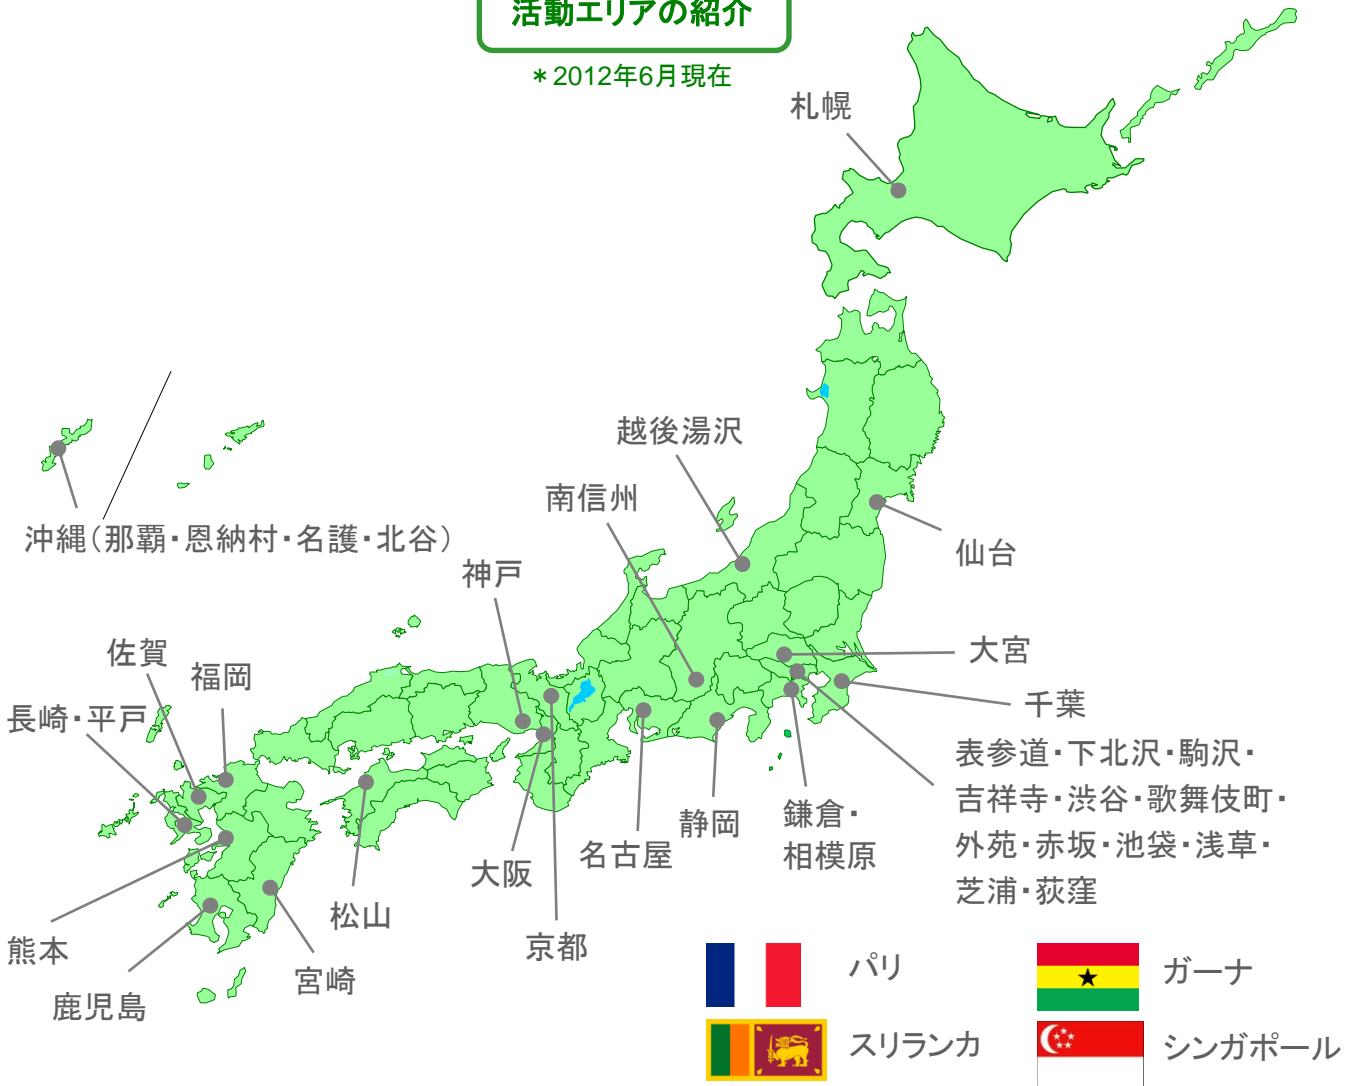 活動エリアの紹介
＊2012年6月現在
札幌
越後湯沢
南信州
沖縄（那覇・恩納村・名護・北谷）
仙台
神戸
佐賀
福岡
大宮
長崎・平戸
千葉
表参道・下北沢・駒沢・
吉祥寺・渋谷・歌舞伎町・
外苑・赤坂・池袋・浅草・
芝浦・荻窪
鎌倉・
相模原
静岡
名古屋
大阪
松山
京都
熊本
宮崎
鹿児島
パリ
ガーナ
スリランカ
シンガポール